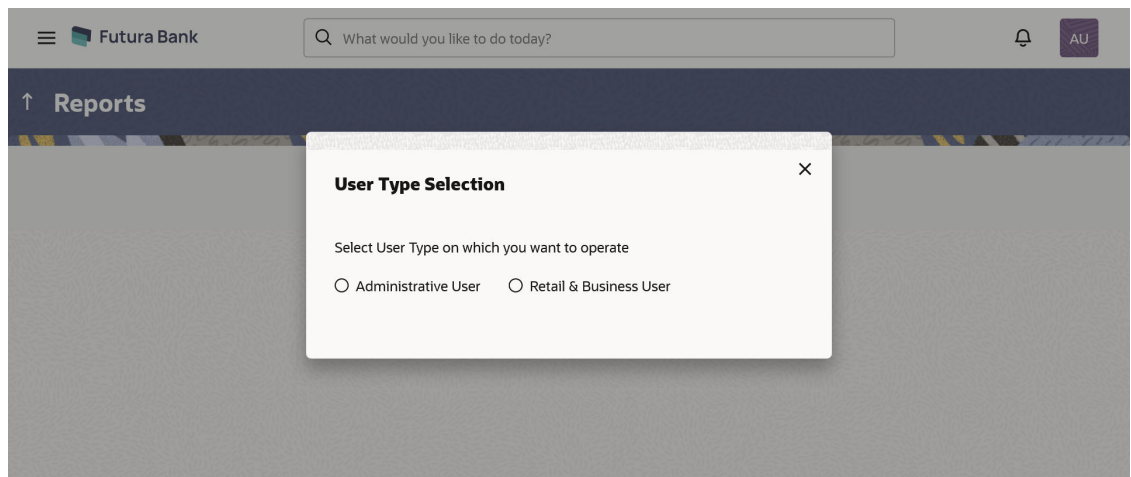 Futura Bank
What would you like to do today?
AU
Reports
User Type Selection
Select User Type on which you want to operate
Administrative User
Retail & Business User